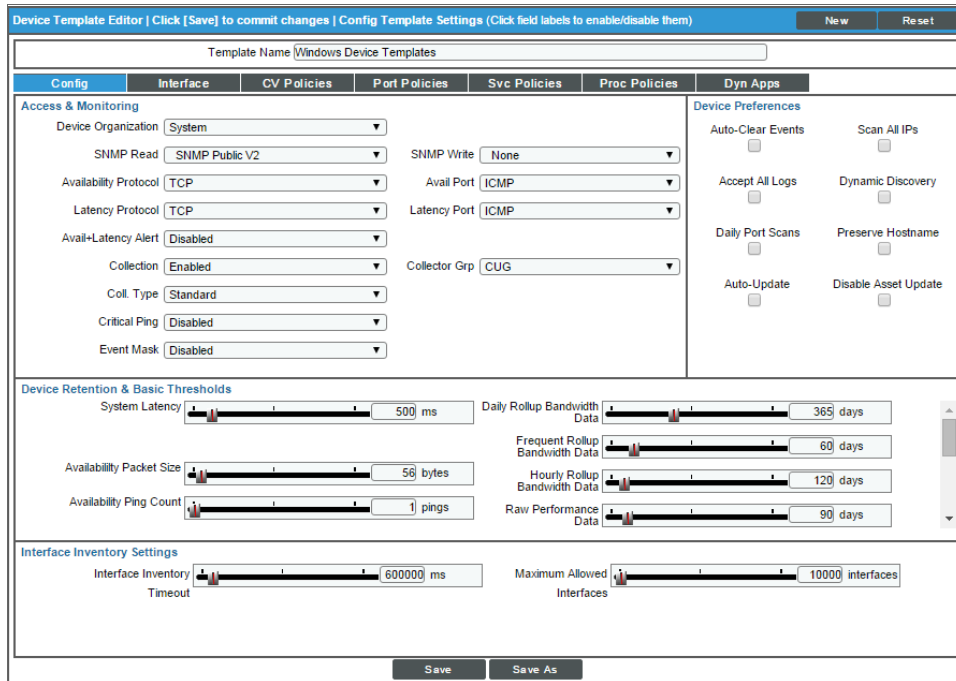 Device Template Editor | Click [Save] to commit changes | Config Template Settings (Click field labels to enable/disable them) New Reset
Template Name Windows Device Templates
Config Interface CV Policies Port Policies Svc Policies Proc Policies Dyn Apps
Access & Monitoring
Device Organization System
SNMP Read SNMP Public V2 SNMP Write None
Availability Protocol TCP Avail Port ICMP
Latency Protocol TCP Latency Port ICMP
Avail+Latency Alert Disabled
Collection Enabled Collector Grp CUG
Coll. Type Standard
Critical Ping Disabled
Event Mask Disabled
Device Preferences
Auto-Clear Events Scan All IPs
Accept All Logs Dynamic Discovery
Daily Port Scans Preserve Hostname
Auto-Update Disable Asset Update
Device Retention & Basic Thresholds
System Latency 500 ms
Availabililty Packet Size 56 bytes
Availability Ping Count 1 pings
Daily Rollup Bandwidth
Data 365 days
Frequent Rollup
Bandwidth Data 60 days
Hourly Rollup
Bandwidth Data 120 days
Raw Performance
Data 90 days
Interface Inventory Settings
Interface Inventory 600000 ms
Timeout
Maximum Allowed 10000 interfaces
Interfaces
Save Save As